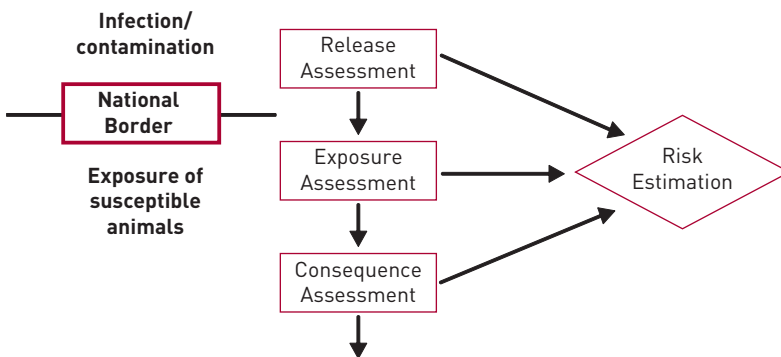 Infection/
contamination
National
Border
Exposure of
susceptible
animals
Release
Assessment
Exposure
Assessment
Consequence
Assessment
Risk
Estimation